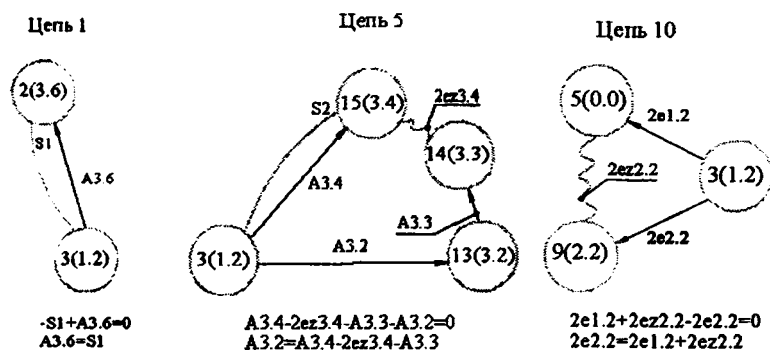 Цепь 1
Цепь 5
Цепь 10
2(3.6)
S1
A3.6
3(1.2)
-S1+A3.6=0
A3.6=S1
S2
15(3.4)
2ez3.4
14(3.3)
A3.4
A3.3
A3.2
3(1.2)
13(3.2)
A3.4-2ez3.4-A3.3-A3.2=0
A3.2=A3.4-2ez3.4-A3.3
5(0.0)
2e1.2
2ez2.2
3(1.2)
2e2.2
9(2.2)
2e1.2+2ez2.2-2e2.2=0
2e2.2=2e1.2+2ez2.2